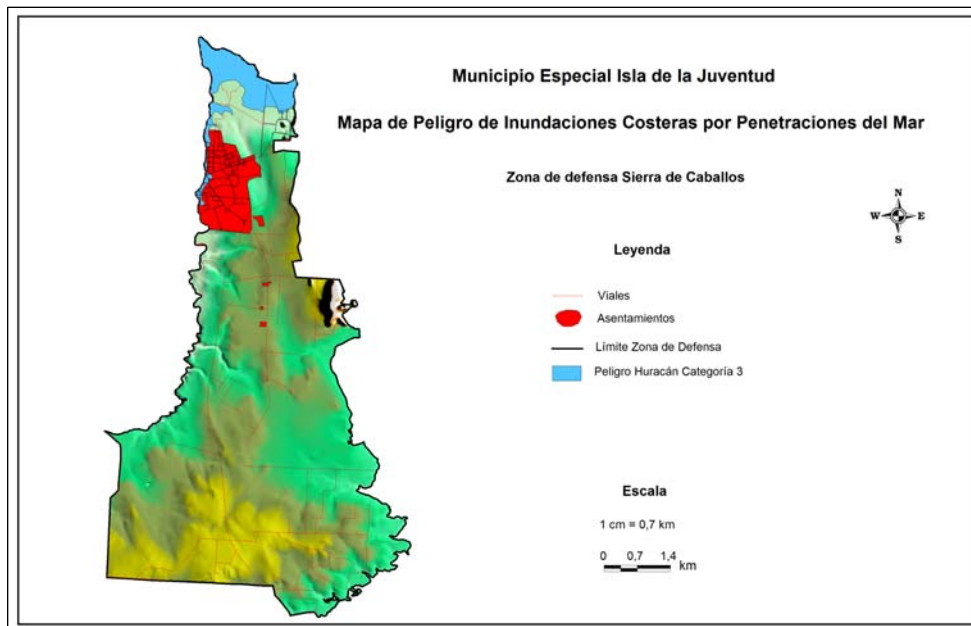 Municipio Especial Isla de la Juventud
Mapa de Peligro de Inundaciones Costeras por Penetraciones del Mar
Zona de defensa Sierra de Caballos
N
W E
S
Leyenda
Viales
Asentamientos
Límite Zona de Defensa
Peligro Huracán Categoría 3
Escala
1 cm = 0,7 km
0 0,7 1,4
km